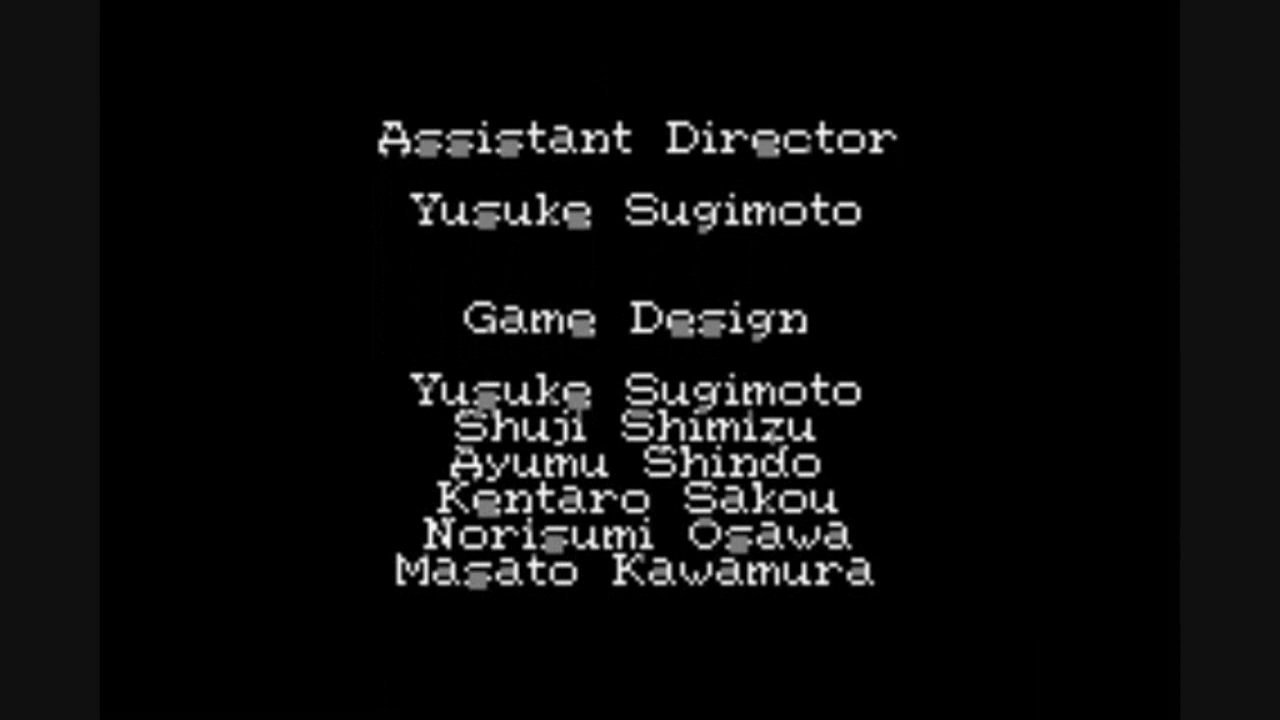 Assistant Director
Yusuke Sugimoto
Game Design
Yusuke Sugimoto
Shuji Shimizu
Ayumu Shindo
Kentaro Sakou
Norisumi Osawa
Masato Kawamura